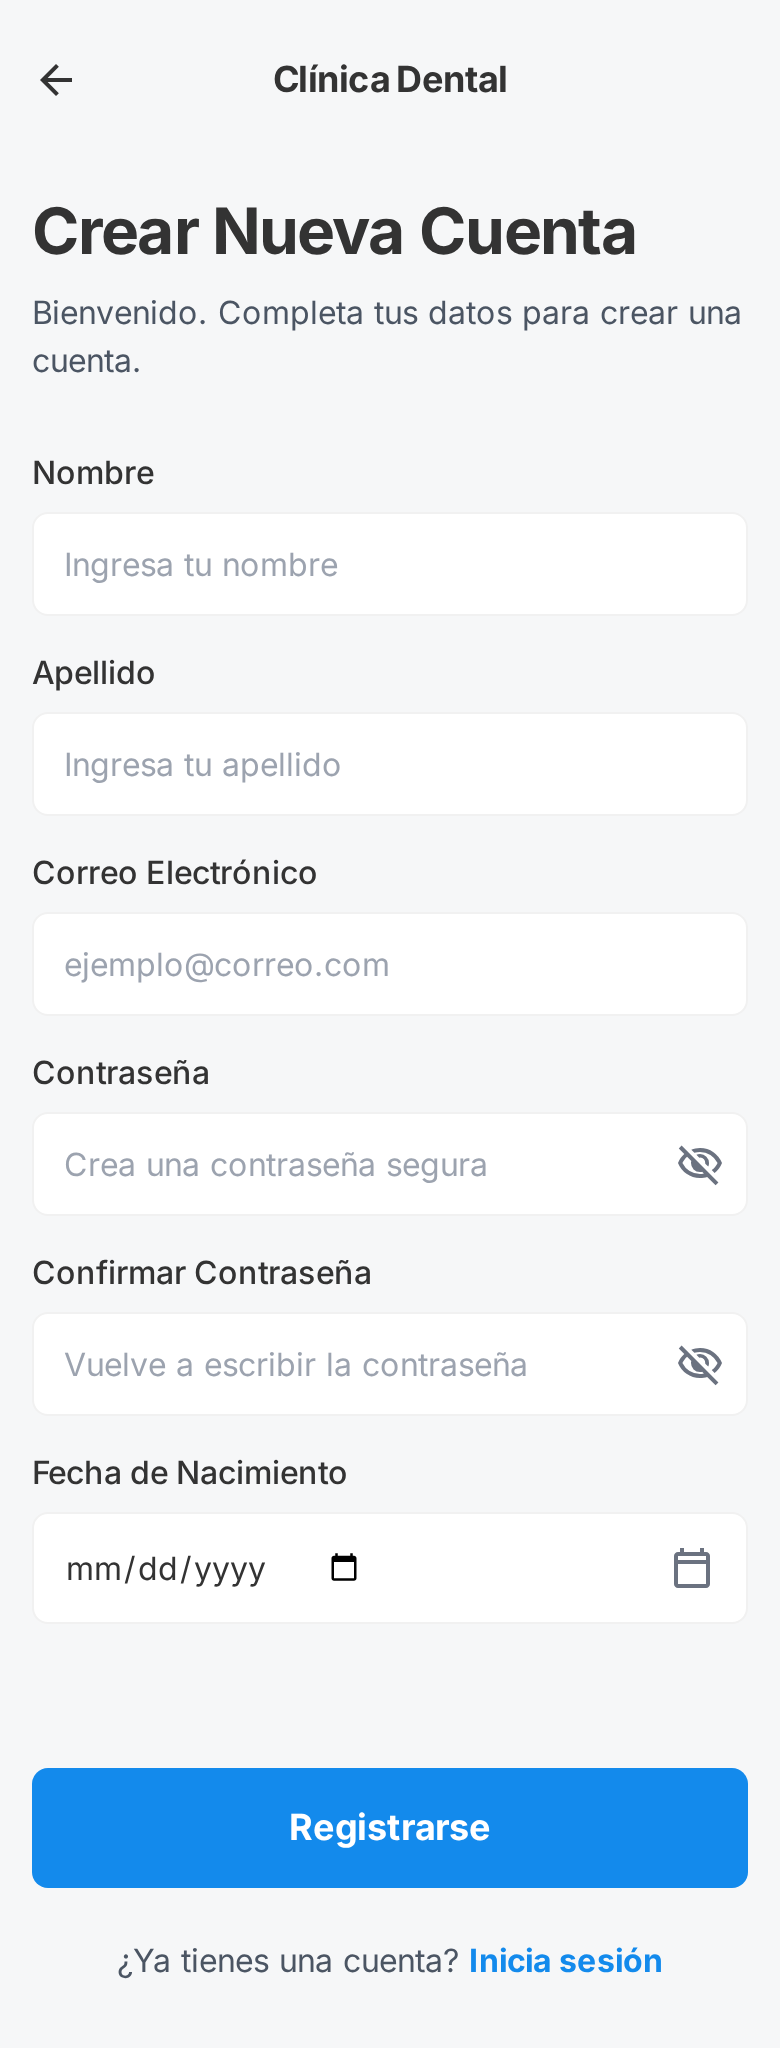 Clínica Dental
Crear Nueva Cuenta
Bienvenido. Completa tus datos para crear una
cuenta.
Nombre
Ingresa tu nombre
Apellido
Ingresa tu apellido
Correo Electrónico
ejemplo@correo.com
Contraseña
Crea una contraseña segura
Confirmar Contraseña
Vuelve a escribir la contraseña
Fecha de Nacimiento
mm/dd/yyyy
Registrarse
¿Ya tienes una cuenta? Inicia sesión